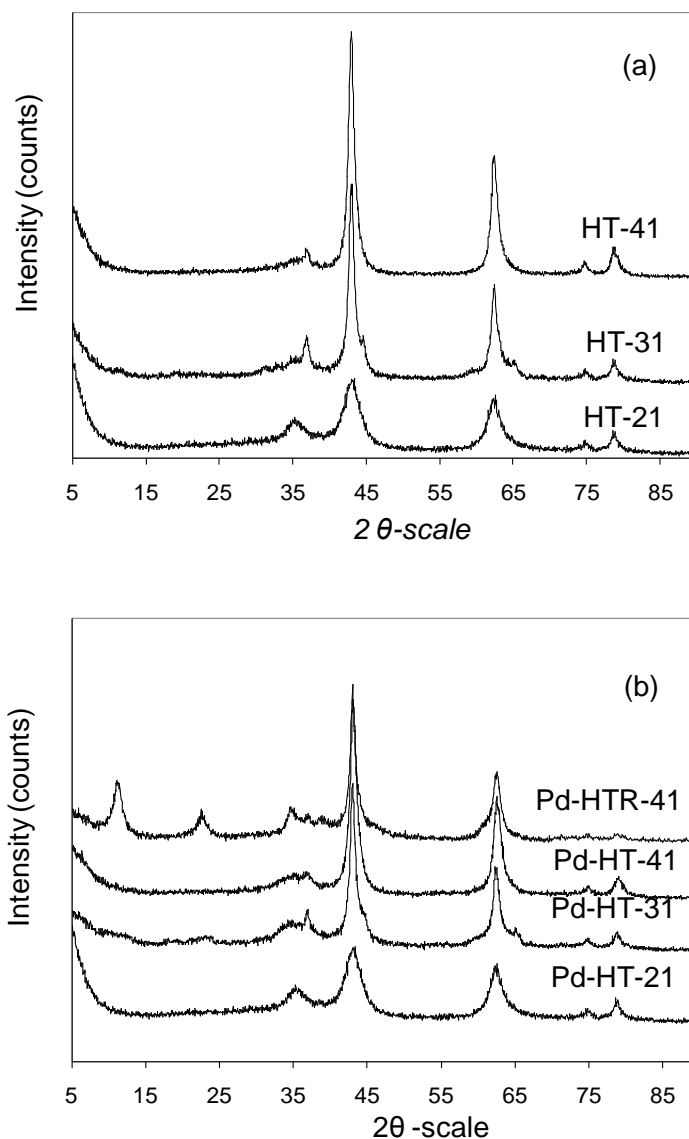 (a)
Intensity (counts)
HT-41
HT-31
HT-21
5 15 25 35 45 55 65 75 85
2 θ-scale
(b)
Intensity (counts)
Pd-HTR-41
Pd-HT-41
Pd-HT-31
Pd-HT-21
5 15 25 35 45 55 65 75 85
2θ -scale